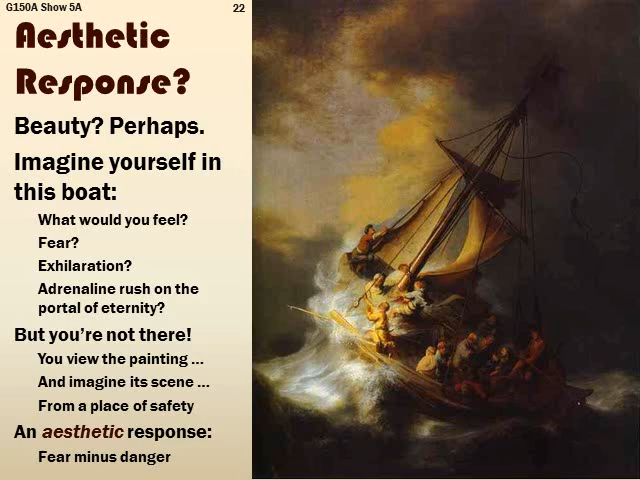 G150A Show 5A
22
Aesthetic
Response?
Beauty? Perhaps.
Imagine yourself in
this boat:
What would you feel?
Fear?
Exhilaration?
Adrenaline rush on the
portal of eternity?
But you're not there!
You view the painting ...
And imagine its scene ...
From a place of safety
An aesthetic response:
Fear minus danger